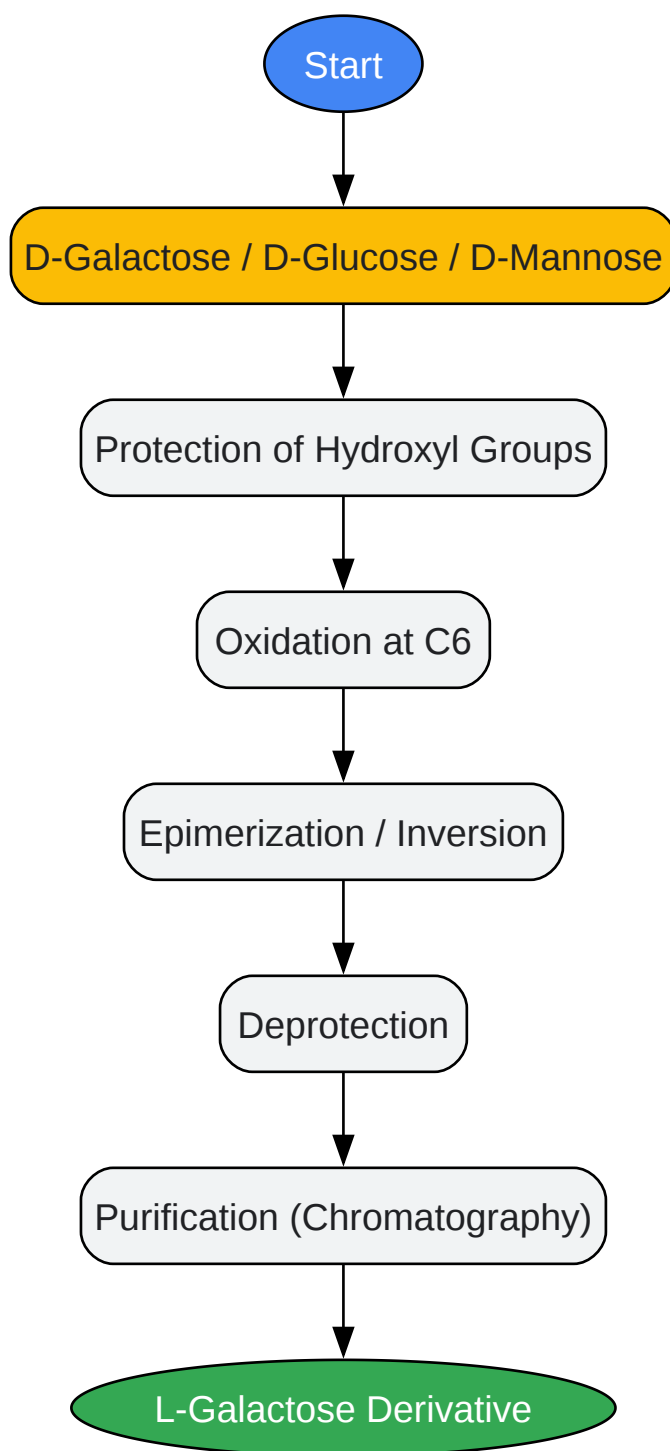 Start
D-Galactose / D-Glucose / D-Mannose
Protection of Hydroxyl Groups
Oxidation at C6
Epimerization / Inversion
Deprotection
Purification (Chromatography)
L-Galactose Derivative